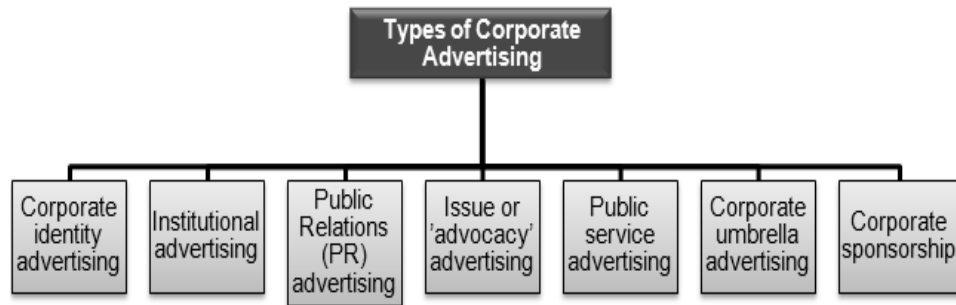 Types of Corporate
Advertising
Corporate
identity
advertising
Institutional
advertising
Public
Relations
(PR)
advertising
Issue or
'advocacy'
advertising
Public
service
advertising
Corporate
umbrella
advertising
Corporate
sponsorship